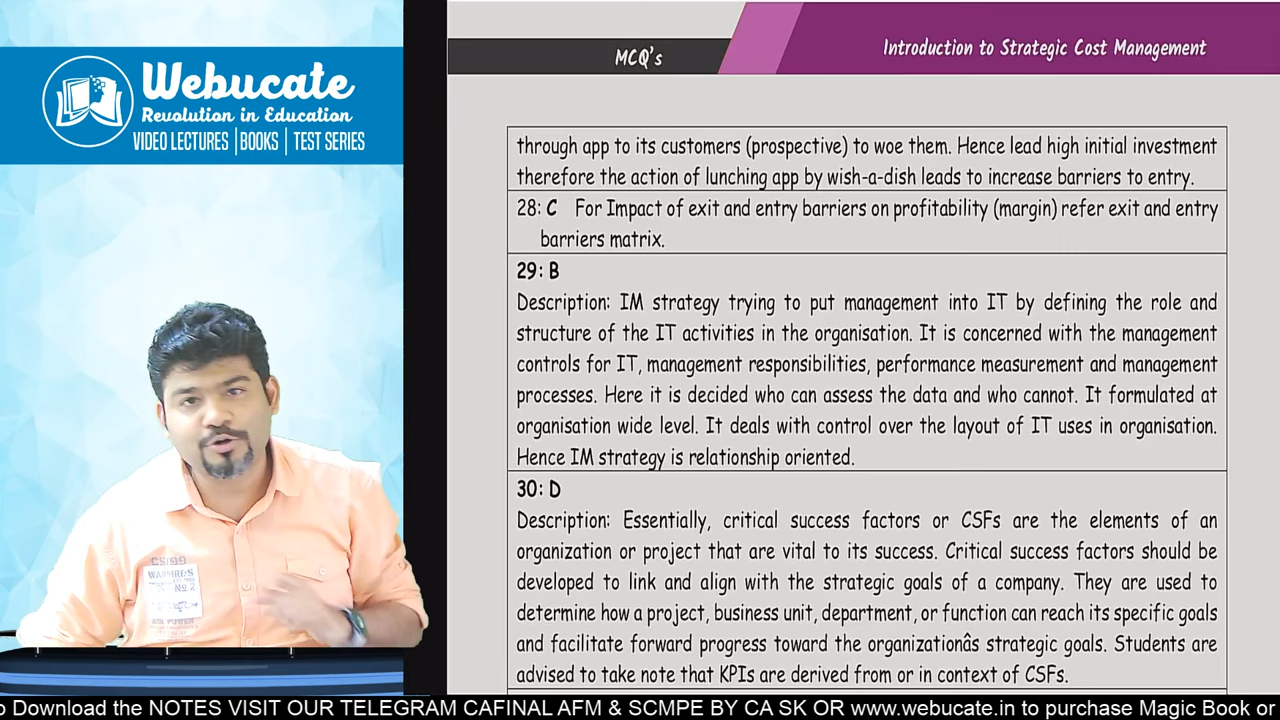 Webucate
Revolution in Education
VIDEO LECTURES | BOOKS | TEST SERIES
MCQ's
Introduction to Strategic Cost Management
through app to its customers (prospective) to woe them. Hence lead high initial investment
therefore the action of lunching app by wish-a-dish leads to increase barriers to entry.
28: C For Impact of exit and entry barriers on profitability (margin) refer exit and entry
barriers matrix.
29: B
Description: IM strategy trying to put management into IT by defining the role and
structure of the IT activities in the organisation. It is concerned with the management
controls for IT, management responsibilities, performance measurement and management
processes. Here it is decided who can assess the data and who cannot. It formulated at
organisation wide level. It deals with control over the layout of IT uses in organisation.
Hence IM strategy is relationship oriented.
30: D
Description: Essentially, critical success factors or CSFs are the elements of an
organization or project that are vital to its success. Critical success factors should be
developed to link and align with the strategic goals of a company. They are used to
determine how a project, business unit, department, or function can reach its specific goals
and facilitate forward progress toward the organizationâs strategic goals. Students are
advised to take note that KPIs are derived from or in context of CSFs.
CS/99
No 2
AIR POWER
o Download the NOTES VISIT OUR TELEGRAM CAFINAL AFM & SCMPE BY CA SK OR www.webucate.in to purchase Magic Book or